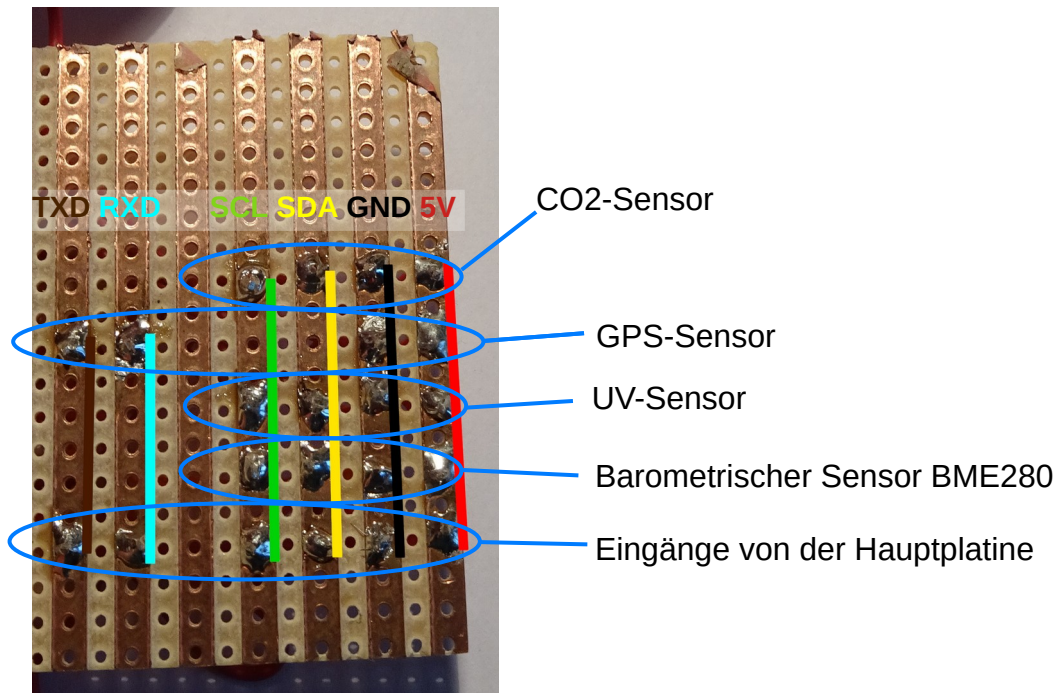 CO2-Sensor
TXD RXD SCL SDA GND 5V
GPS-Sensor
UV-Sensor
Barometrischer Sensor BME280
Eingänge von der Hauptplatine